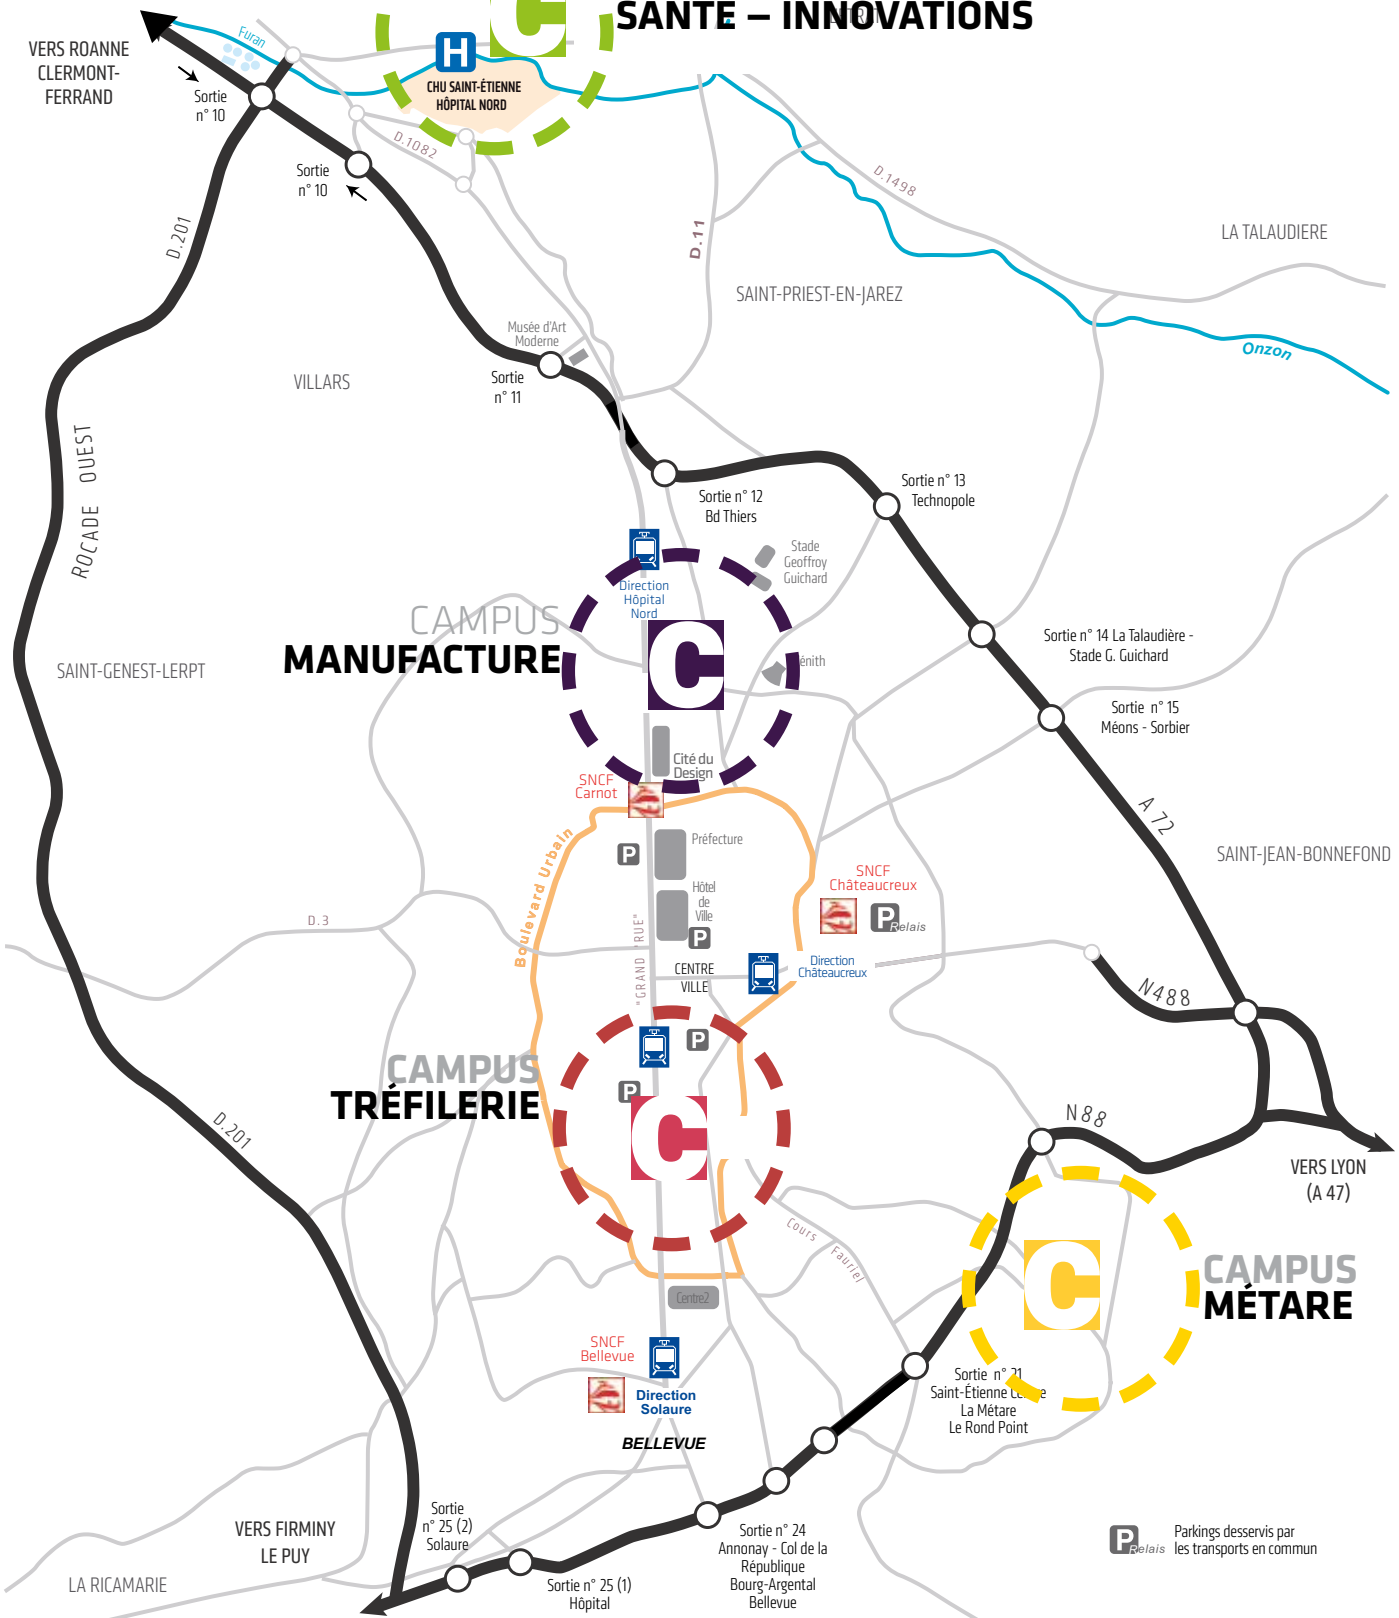 SANTÉ – INNOVATIONS
VERS ROANNE
CLERMONT-
FERRAND
Furan
Sortie
n° 10
H
CHU SAINT-ÉTIENNE
HÔPITAL NORD
C
D.1082
Sortie
n° 10
D.201
D.11
D.1498
LA TALAUDIERE
SAINT-PRIEST-EN-JAREZ
Onzon
Musée d'Art
Moderne
VILLARS
Sortie
n° 11
ROCADE OUEST
Sortie n° 12
Bd Thiers
Sortie n° 13
Technopole
Stade
Geoffroy
Guichard
Direction
Hôpital
Nord
CAMPUS
MANUFACTURE
C
énith
Sortie n° 14 La Talaudière -
Stade G. Guichard
SAINT-GENEST-LERPT
Sortie n° 15
Méons - Sorbier
Cité du
Design
SNCF
Carnot
A 72
Boulevard Urbain
P
Préfecture
SAINT-JEAN-BONNEFOND
SNCF
Châteaucreux
P
Relais
Hôtel
de
Ville
P
D.3
"GRAND 'RUE"
CENTRE
VILLE
Direction
Châteaucreux
N488
P
CAMPUS
TRÉFILERIE
P
C
D.201
N 88
VERS LYON
(A 47)
Cours Fauriel
C
CAMPUS
MÉTARE
Centre2
SNCF
Bellevue
Direction
Solaure
Sortie n° 21
Saint-Étienne
La Métare
Le Rond Point
BELLEVUE
Sortie
n° 25 (2)
Solaure
VERS FIRMINY
LE PUY
Sortie n° 24
Annonay - Col de la
République
Bourg-Argental
Bellevue
P
Relais
Parkings desservis par
les transports en commun
LA RICAMARIE
Sortie n° 25 (1)
Hôpital